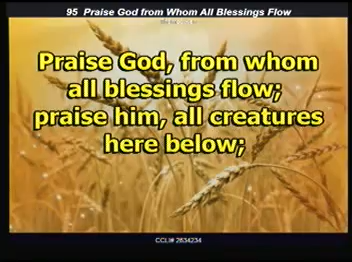 95 Praise God from Whom All Blessings Flow
Praise God, from whom
all blessings flow;
praise him, all creatures
here below;
CCLI# 2834234